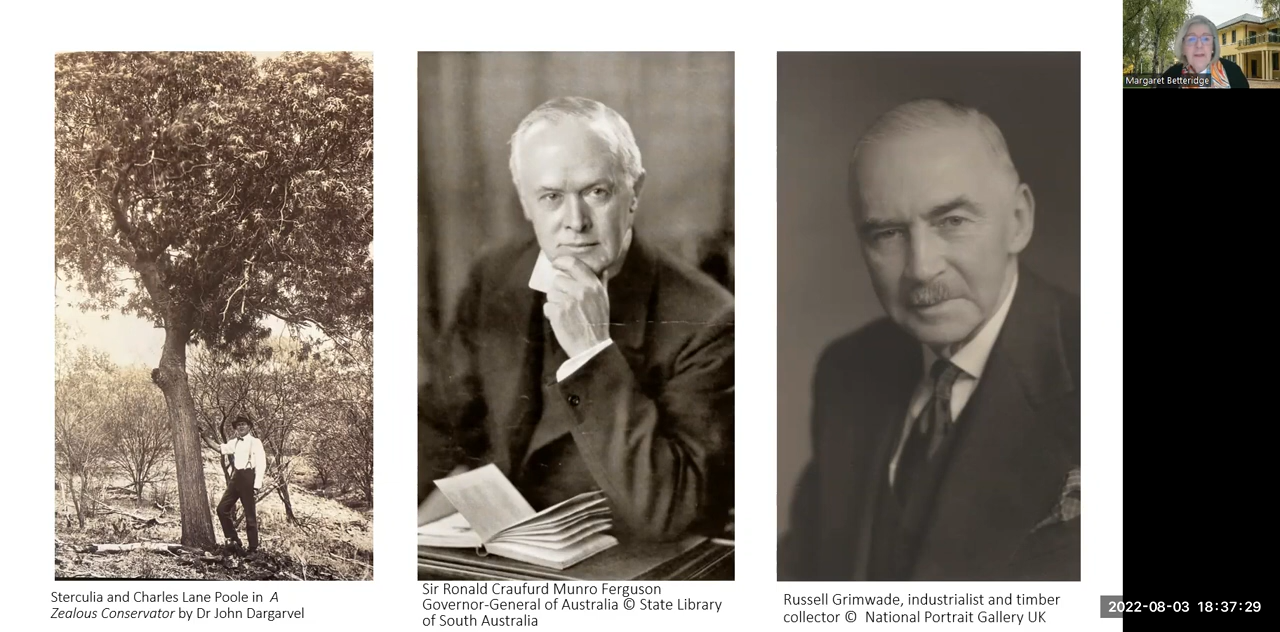 Margaret Betteridge
Sterculia and Charles Lane Poole in A
Zealous Conservator by Dr John Dargarvel
Sir Ronald Craufurd Munro Ferguson
Governor-General of Australia © State Library
of South Australia
Russell Grimwade, industrialist and timber
collector © National Portrait Gallery UK
2022-08-03 18:37:29